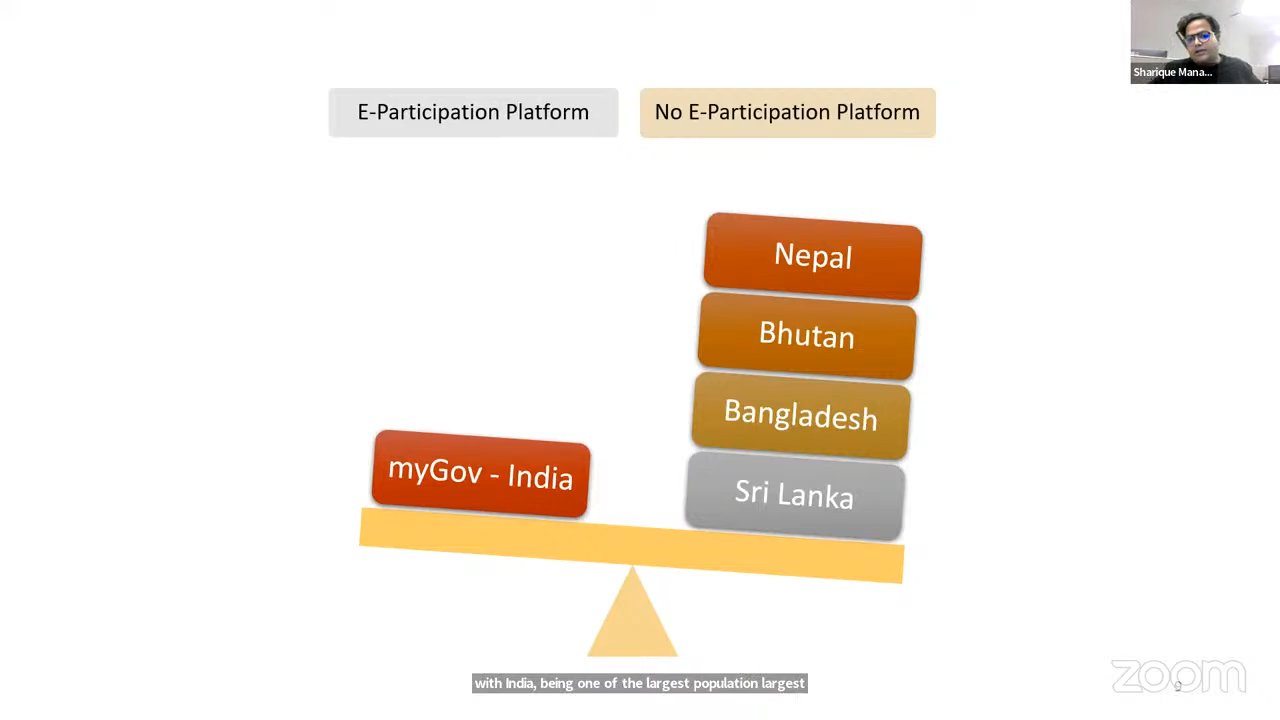 Sharique Mana...
E-Participation Platform
No E-Participation Platform
Nepal
Bhutan
Bangladesh
myGov - India
Sri Lanka
with India, being one of the largest population largest
zoom
9